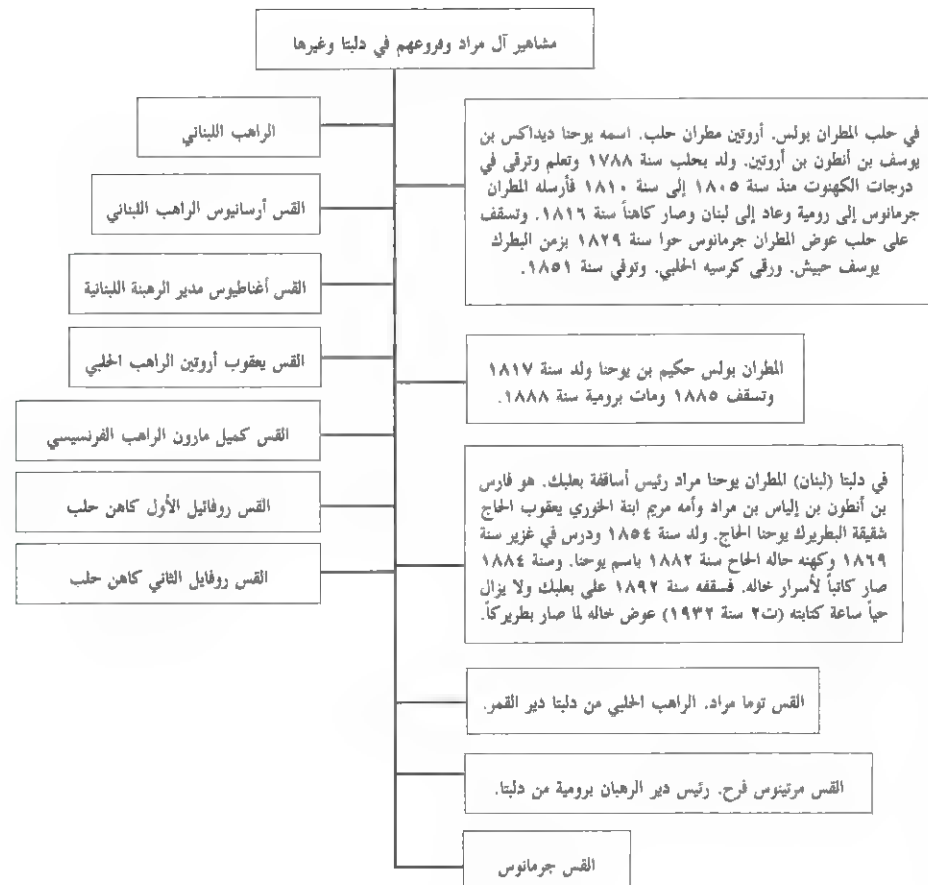 مشاهير آل مراد وفروعهم في دلبتا وغيرها
في حلب المطران بولس. أروتين مطران حلب. اسمه يوحنا ديداكس بن
يوسف بن أنطون بن أروتين. ولد بحلب سنة ١٧٨٨ وتعلم وترقى في
درجات الكهنوت منذ سنة ١٨٠٥ إلى سنة ١٨١٠ فأرسله المطران
جرمانوس إلى رومية وعاد إلى لبنان وصار كاهناً سنة ١٨١٦. وتسقف
على حلب عوض المطران جرمانوس حوا سنة ١٨٢٩ بزمن البطرك
يوسف حبيش. ورقى كرسيه الحلبي. وتوفي سنة ١٨٥١.
المطران بولس حكيم بن يوحنا ولد سنة ١٨١٧
وتسقف ١٨٨٥ ومات برومية سنة ١٨٨٨.
في دلبتا (لبنان) المطران يوحنا مراد رئيس أساقفة بعلبك. هو فارس
بن أنطون بن إلياس بن مراد وأمه مريم ابنة الخوري يعقوب الحاج
شقيقة البطريرك يوحنا الحاج. ولد سنة ١٨٥٤ ودرس في غزير سنة
١٨٦٩ وكهنه حاله الحاج سنة ١٨٨٢ باسم يوحنا. وسنة ١٨٨٤
صار كاتباً لأسرار خاله. فسقفه سنة ١٨٩٢ على بعلبك ولا يزال
حياً ساعة كتابته (ت٢ سنة ١٩٣٢) عوض خاله لما صار بطريركاً.
القس توما مراد. الراهب الحلبي من دلبتا دير القمر.
القس مرتينوس فرح. رئيس دير الرهبان برومية من دلبتا.
القس جرمانوس
الراهب اللبناني
القس أرسانيوس الراهب اللبناني
القس أغناطيوس مدير الرهبنة اللبنانية
القس يعقوب أروتين الراهب الحلبي
القس كميل مارون الراهب الفرنسيسي
القس روفائيل الأول كاهن حلب
القس روفايل الثاني كاهن حلب